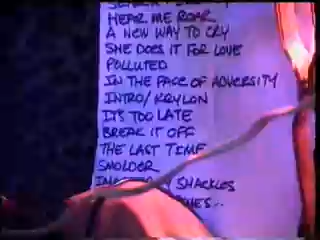 HEAR ME ROAR
A NEW WAY TO CRY
SHE DOES IT FOR LOVE
POLLUTED
IN THE FACE OF ADVERSITY
INTRO/KRYLON
IT'S TOO LATE
BREAK IT OFF
THE LAST TIME
SMOLDER
SHACKLES